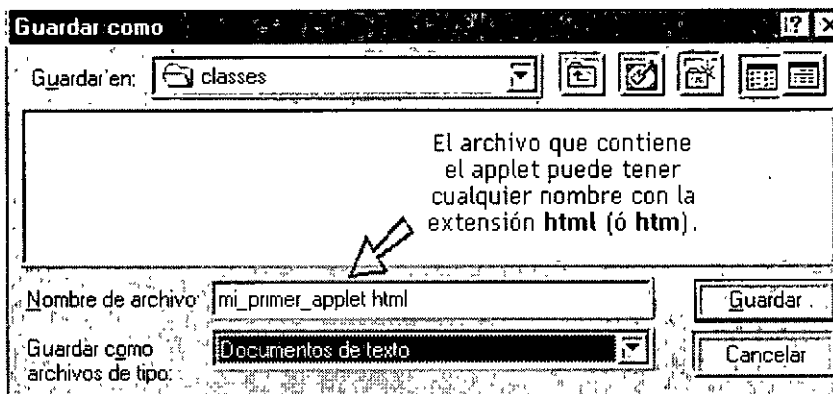 Guardar como
Guardar en: classes
El archivo que contiene
el applet puede tener
cualquier nombre con la
extensión html (ó htm).
Nombre de archivo mi_primer_applet html Guardar
Guardar como Documentos de texto Cancelar
archivos de tipo: